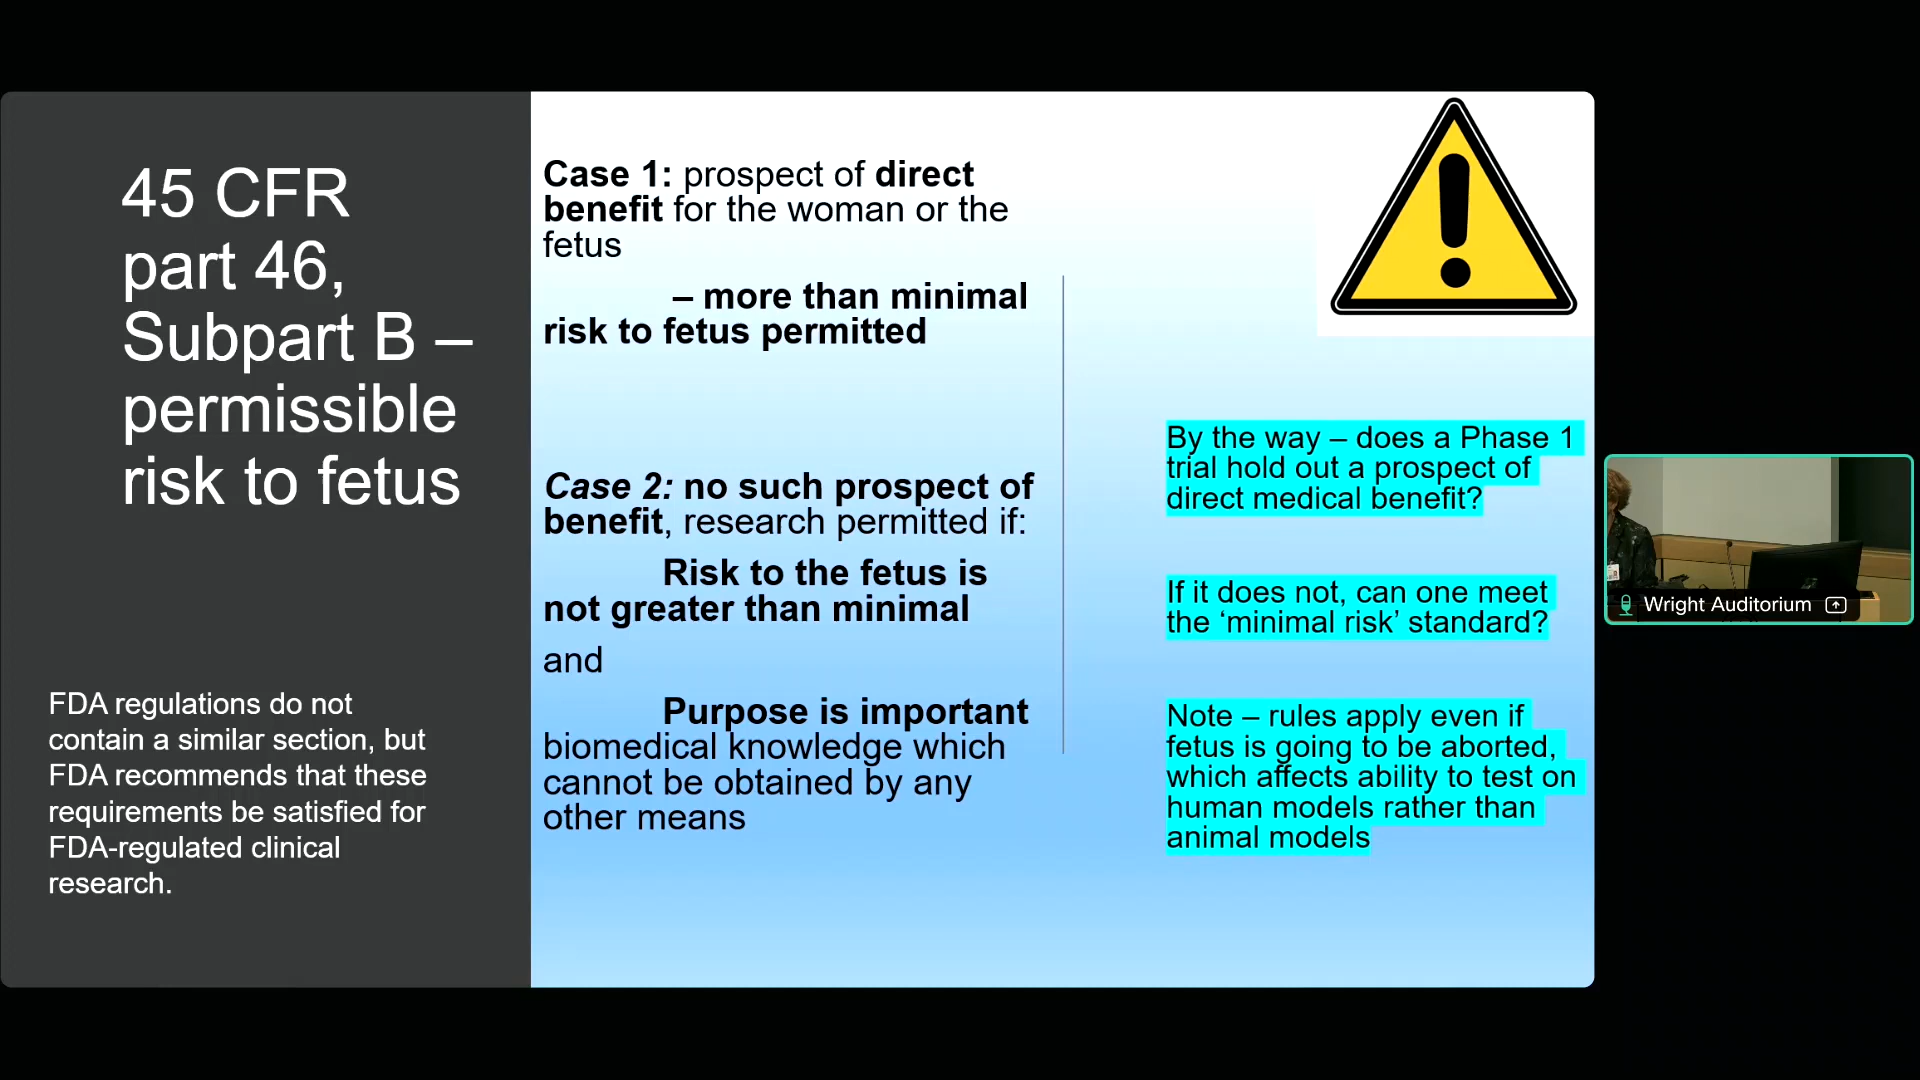 45 CFR
part 46,
Subpart B –
permissible
risk to fetus
FDA regulations do not
contain a similar section, but
FDA recommends that these
requirements be satisfied for
FDA-regulated clinical
research.
Case 1: prospect of direct
benefit for the woman or the
fetus
– more than minimal
risk to fetus permitted
Case 2: no such prospect of
benefit, research permitted if:
Risk to the fetus is
not greater than minimal
and
Purpose is important
biomedical knowledge which
cannot be obtained by any
other means
By the way – does a Phase 1
trial hold out a prospect of
direct medical benefit?
If it does not, can one meet
the ‘minimal risk’ standard?
Note – rules apply even if
fetus is going to be aborted,
which affects ability to test on
human models rather than
animal models
Wright Auditorium